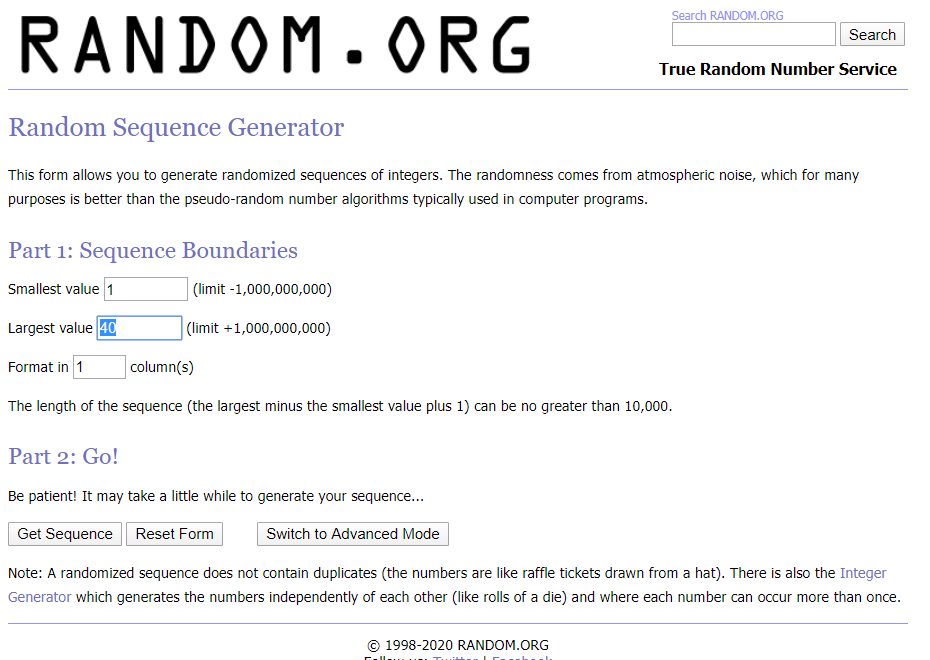 RANDOM.ORG
Search RANDOM.ORG
Search
True Random Number Service
Random Sequence Generator
This form allows you to generate randomized sequences of integers. The randomness comes from atmospheric noise, which for many
purposes is better than the pseudo-random number algorithms typically used in computer programs.
Part 1: Sequence Boundaries
Smallest value 1 (limit -1,000,000,000)
Largest value 40 (limit +1,000,000,000)
Format in 1 column(s)
The length of the sequence (the largest minus the smallest value plus 1) can be no greater than 10,000.
Part 2: Go!
Be patient! It may take a little while to generate your sequence...
Get Sequence Reset Form Switch to Advanced Mode
Note: A randomized sequence does not contain duplicates (the numbers are like raffle tickets drawn from a hat). There is also the Integer
Generator which generates the numbers independently of each other (like rolls of a die) and where each number can occur more than once.
© 1998-2020 RANDOM.ORG
Follow us: Twitter | Facebook